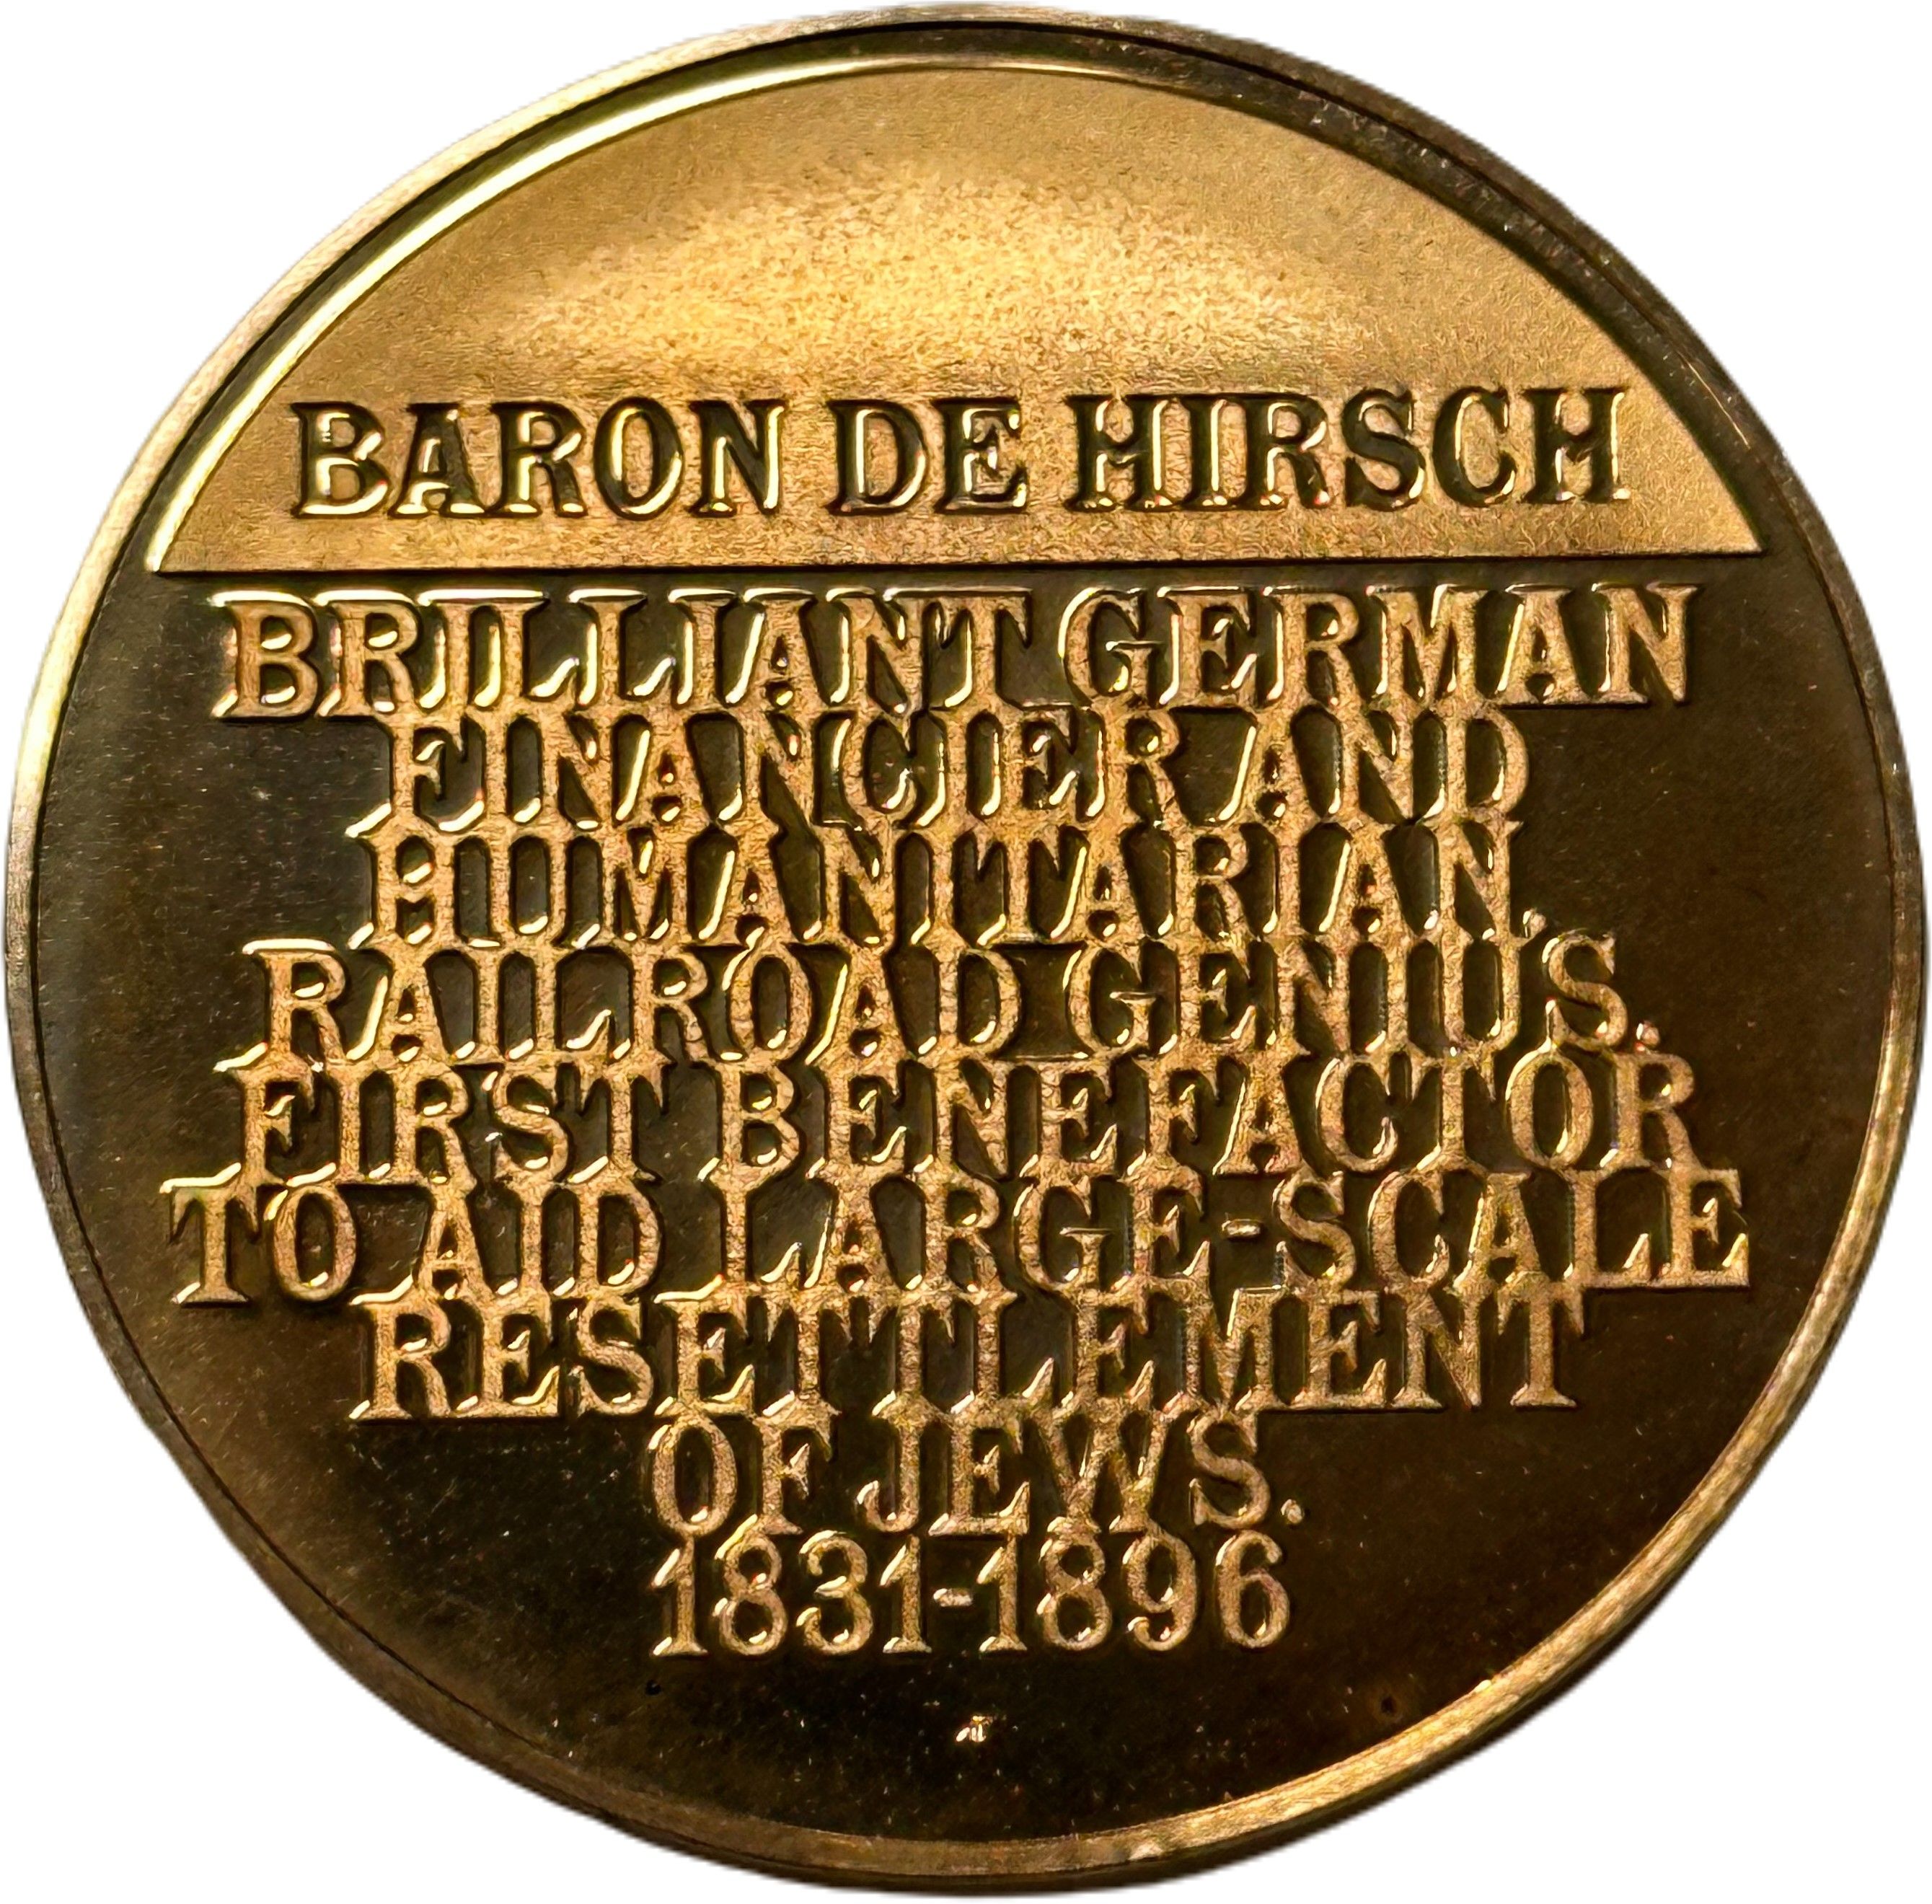 BARON DE HIRSCH
BRILLIANT GERMAN
FINANCIER AND
HUMANITARIAN,
RAILROAD GENIUS.
FIRST BENEFACTOR
TO AID LARGE-SCALE
RESETTLEMENT
OF JEWS.
1831-1896